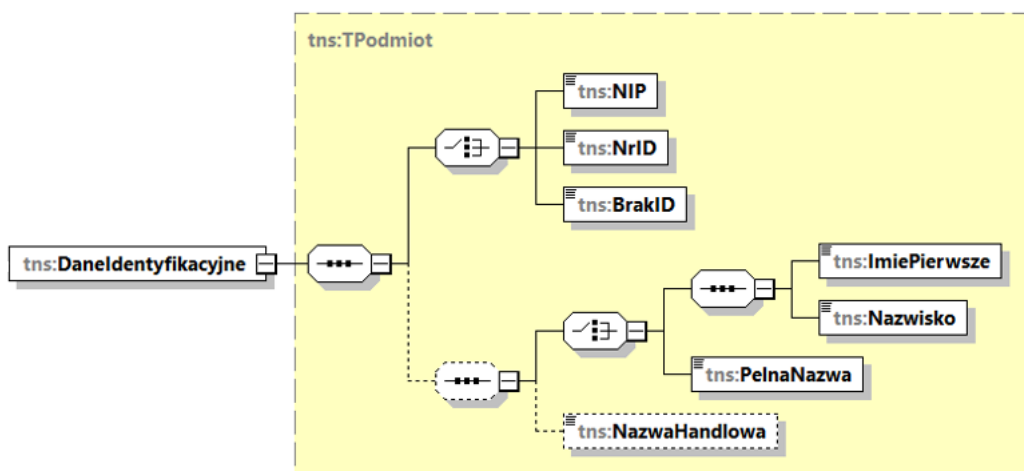 tns:TPodmiot
tns:NIP
tns:NrID
tns:BrakID
tns:DaneIdentyfikacyjne
tns:ImiePierwsze
tns:Nazwisko
tns:PelnaNazwa
tns:NazwaHandlowa